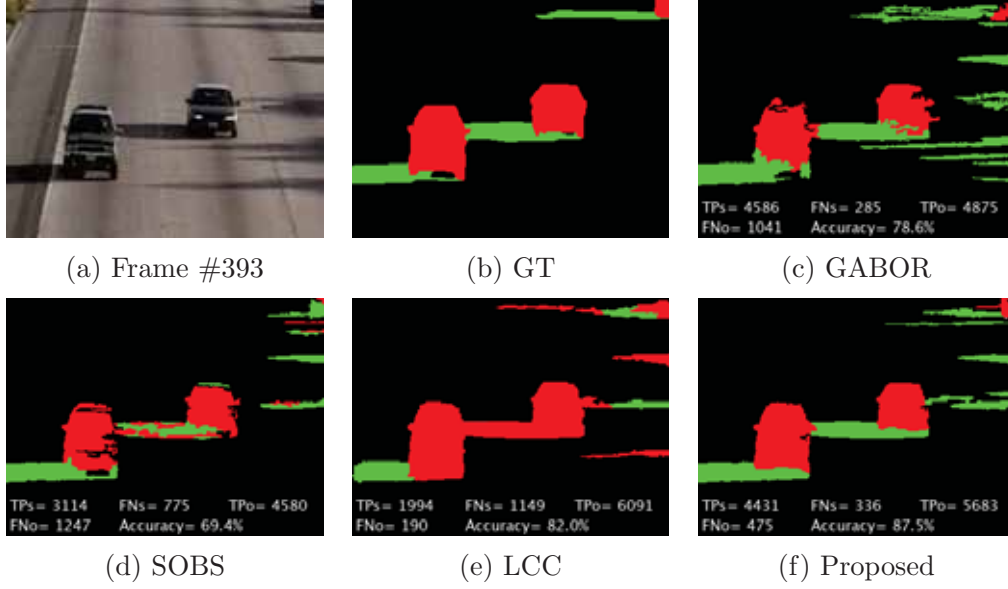 TPs= 4586 FNs= 285 TPo= 4875
FNo= 1041 Accuracy= 78.6%
(a) Frame #393
(b) GT
(c) GABOR
TPs= 3114 FNs= 775 TPo= 4580
FNo= 1247 Accuracy= 69.4%
TPs= 1994 FNs= 1149 TPo= 6091
FNo= 190 Accuracy= 82.0%
TPs= 4431 FNs= 336 TPo= 5683
FNo= 475 Accuracy= 87.5%
(d) SOBS
(e) LCC
(f) Proposed